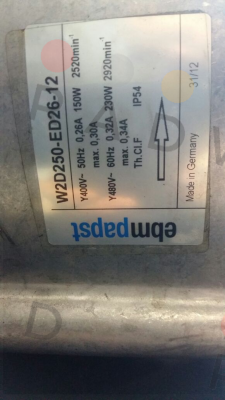 W2D250-ED26-12
Y400V~ 50Hz 0,26A 150W 2520min⁻¹
max. 0,30A
Y480V~ 60Hz 0,32A 230W 2920min⁻¹
max. 0,34A
Th.Cl.F IP54
Made in Germany 31/12
ebmpapst